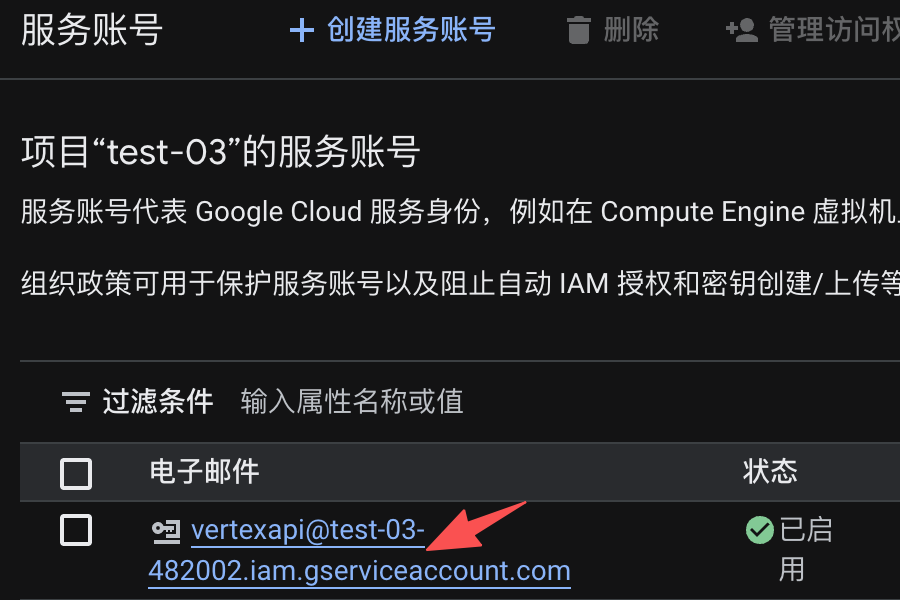 服务账号
创建服务账号
删除
管理访问权
项目“test-03”的服务账号
服务账号代表 Google Cloud 服务身份，例如在 Compute Engine 虚拟机
组织政策可用于保护服务账号以及阻止自动 IAM 授权和密钥创建/上传等
过滤条件 输入属性名称或值
电子邮件 状态
vertexapi@test-03-
482002.iam.gserviceaccount.com
已启
用